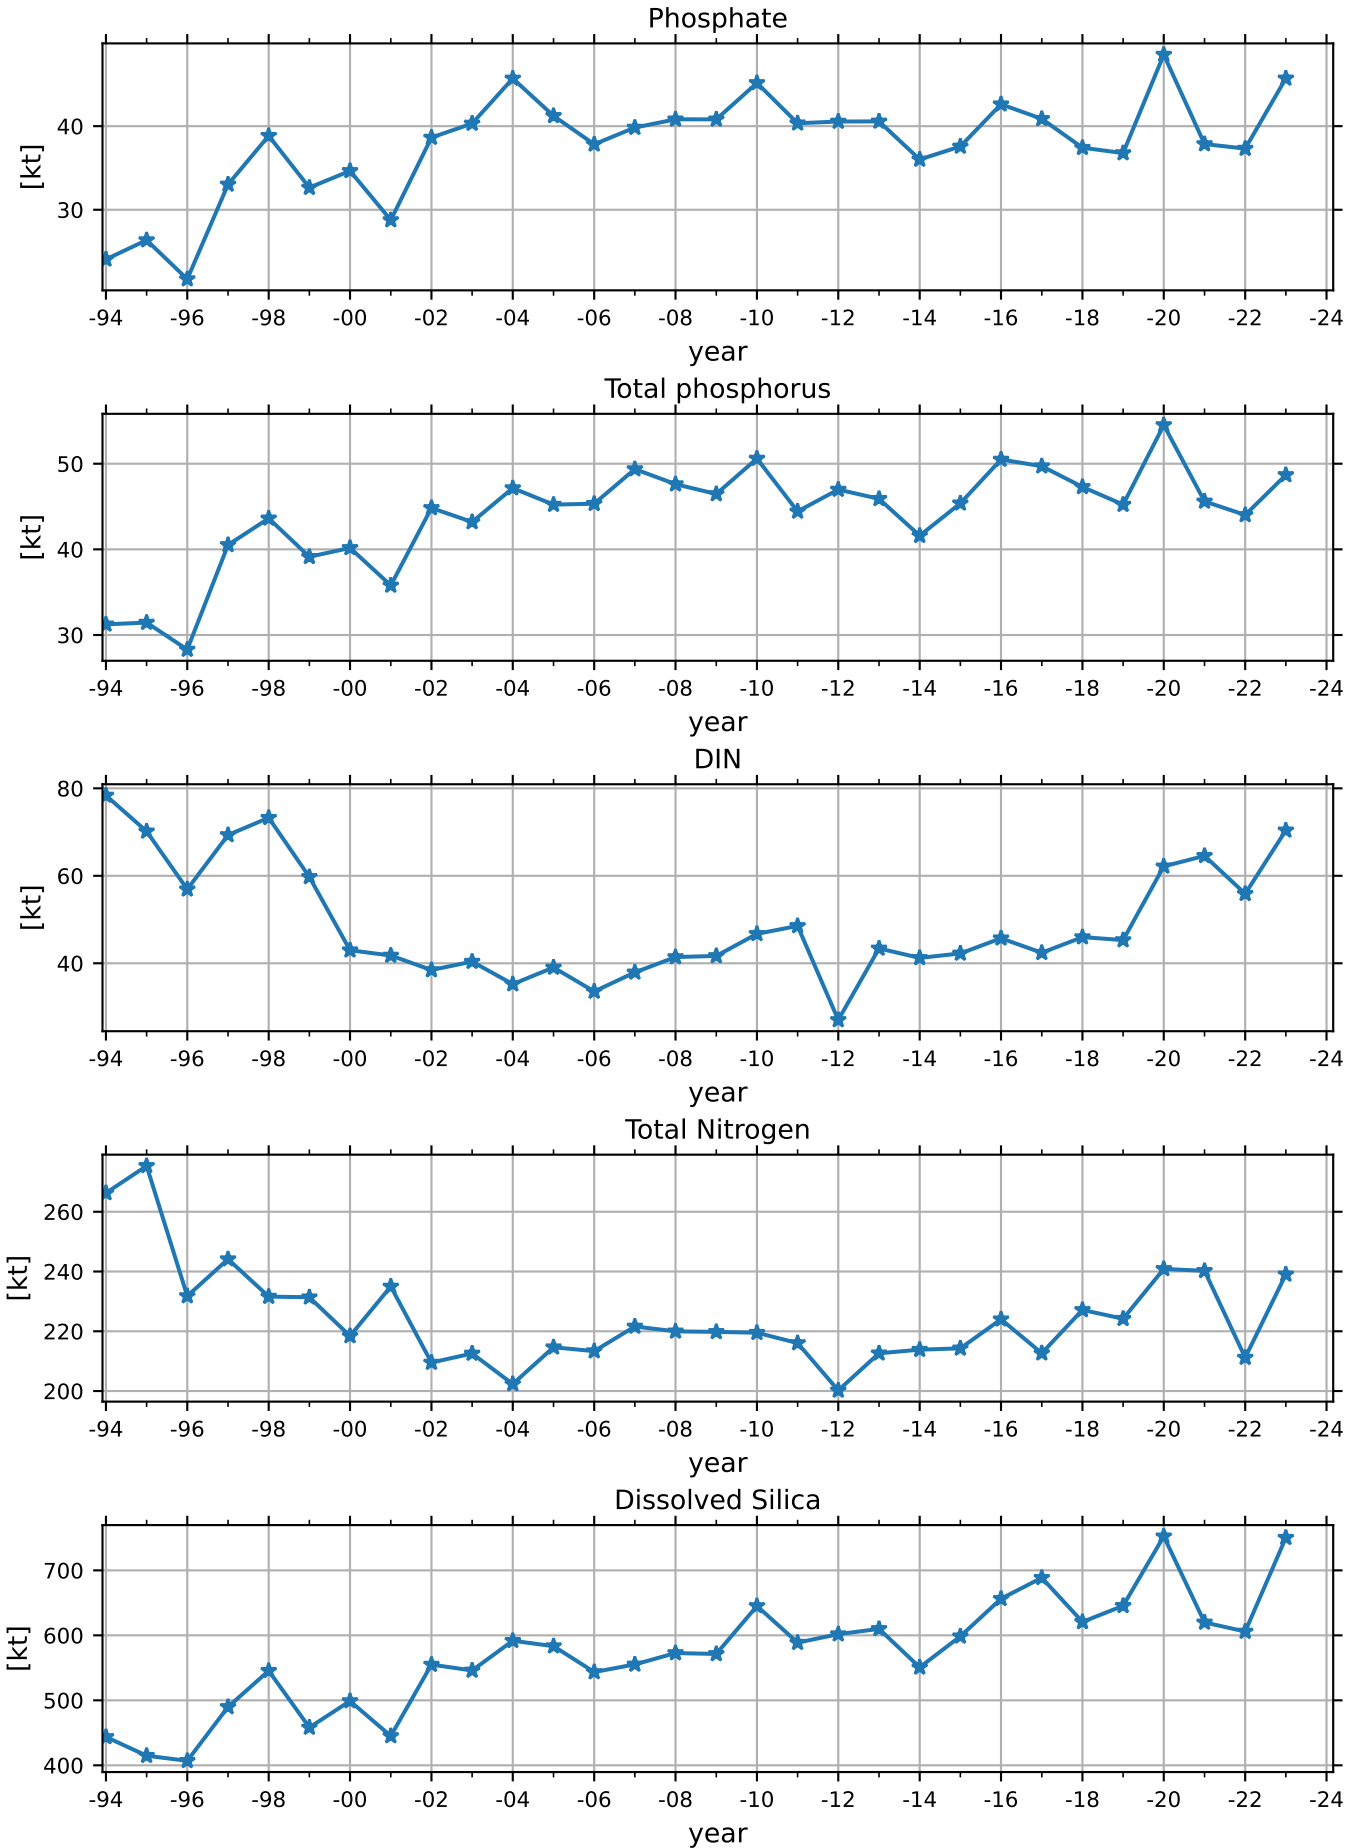 Phosphate
40
30
[kt]
-94 -96 -98 -00 -02 -04 -06 -08 -10 -12 -14 -16 -18 -20 -22 -24
year
Total phosphorus
50
40
30
[kt]
-94 -96 -98 -00 -02 -04 -06 -08 -10 -12 -14 -16 -18 -20 -22 -24
year
DIN
80
60
40
[kt]
-94 -96 -98 -00 -02 -04 -06 -08 -10 -12 -14 -16 -18 -20 -22 -24
year
Total Nitrogen
260
240
220
200
[kt]
-94 -96 -98 -00 -02 -04 -06 -08 -10 -12 -14 -16 -18 -20 -22 -24
year
Dissolved Silica
700
600
500
400
[kt]
-94 -96 -98 -00 -02 -04 -06 -08 -10 -12 -14 -16 -18 -20 -22 -24
year